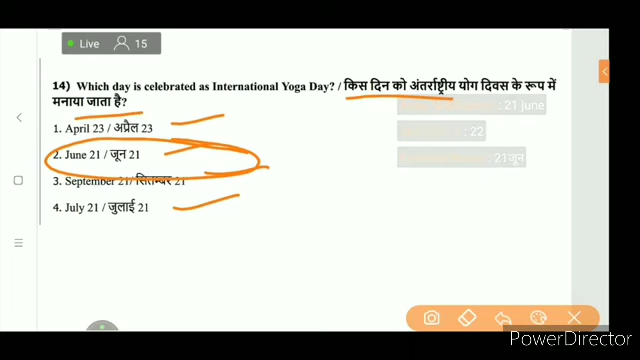 Live 15
14) Which day is celebrated as International Yoga Day? / किस दिन को अंतर्राष्ट्रीय योग दिवस के रूप में
मनाया जाता है?
: 21 june
1. April 23 / अप्रैल 23
: 22
2. June 21 / जून 21
: 21जून
3. September 21/ सितम्बर 21
4. July 21 / जुलाई 21
PowerDirector